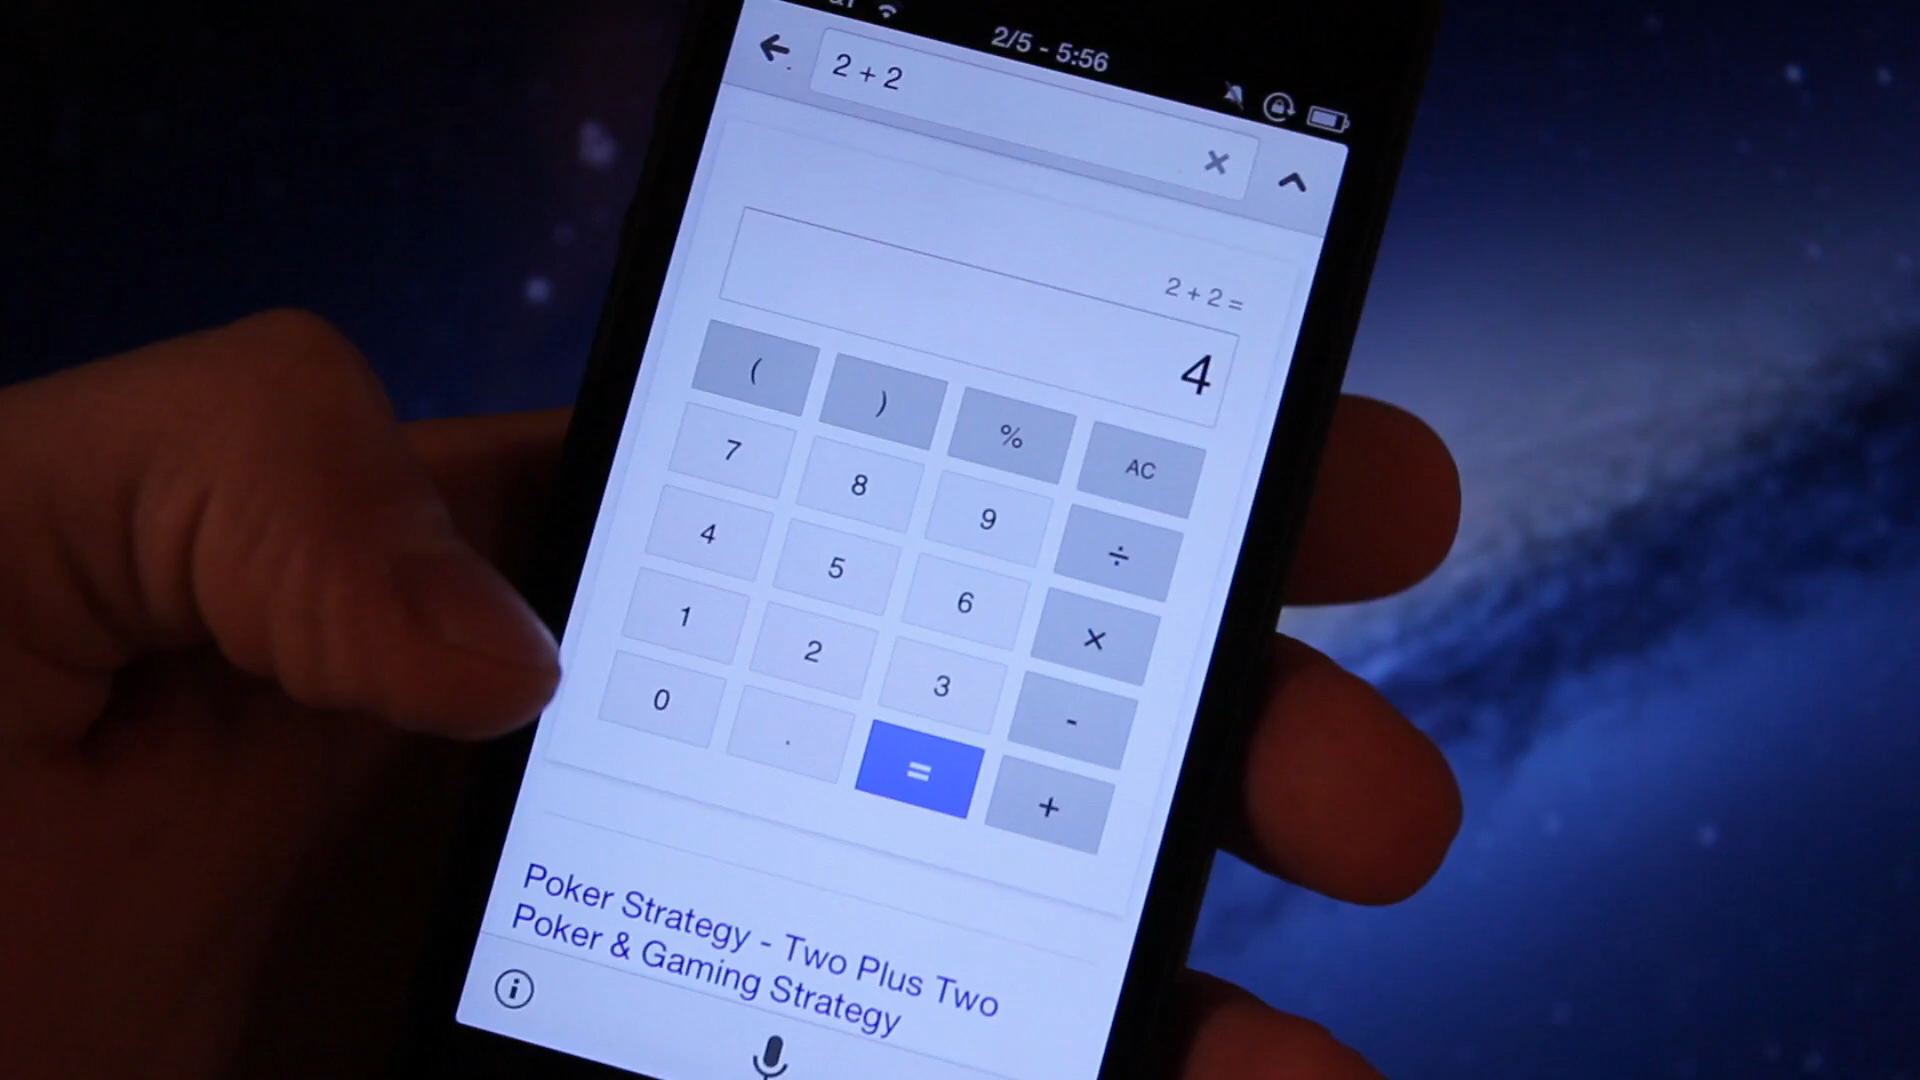 2/5 - 5:56
2 + 2
2 + 2 =
4
( ) % AC
7 8 9 ÷
4 5 6 ×
1 2 3 -
0 . = +
Poker Strategy - Two Plus Two
Poker & Gaming Strategy